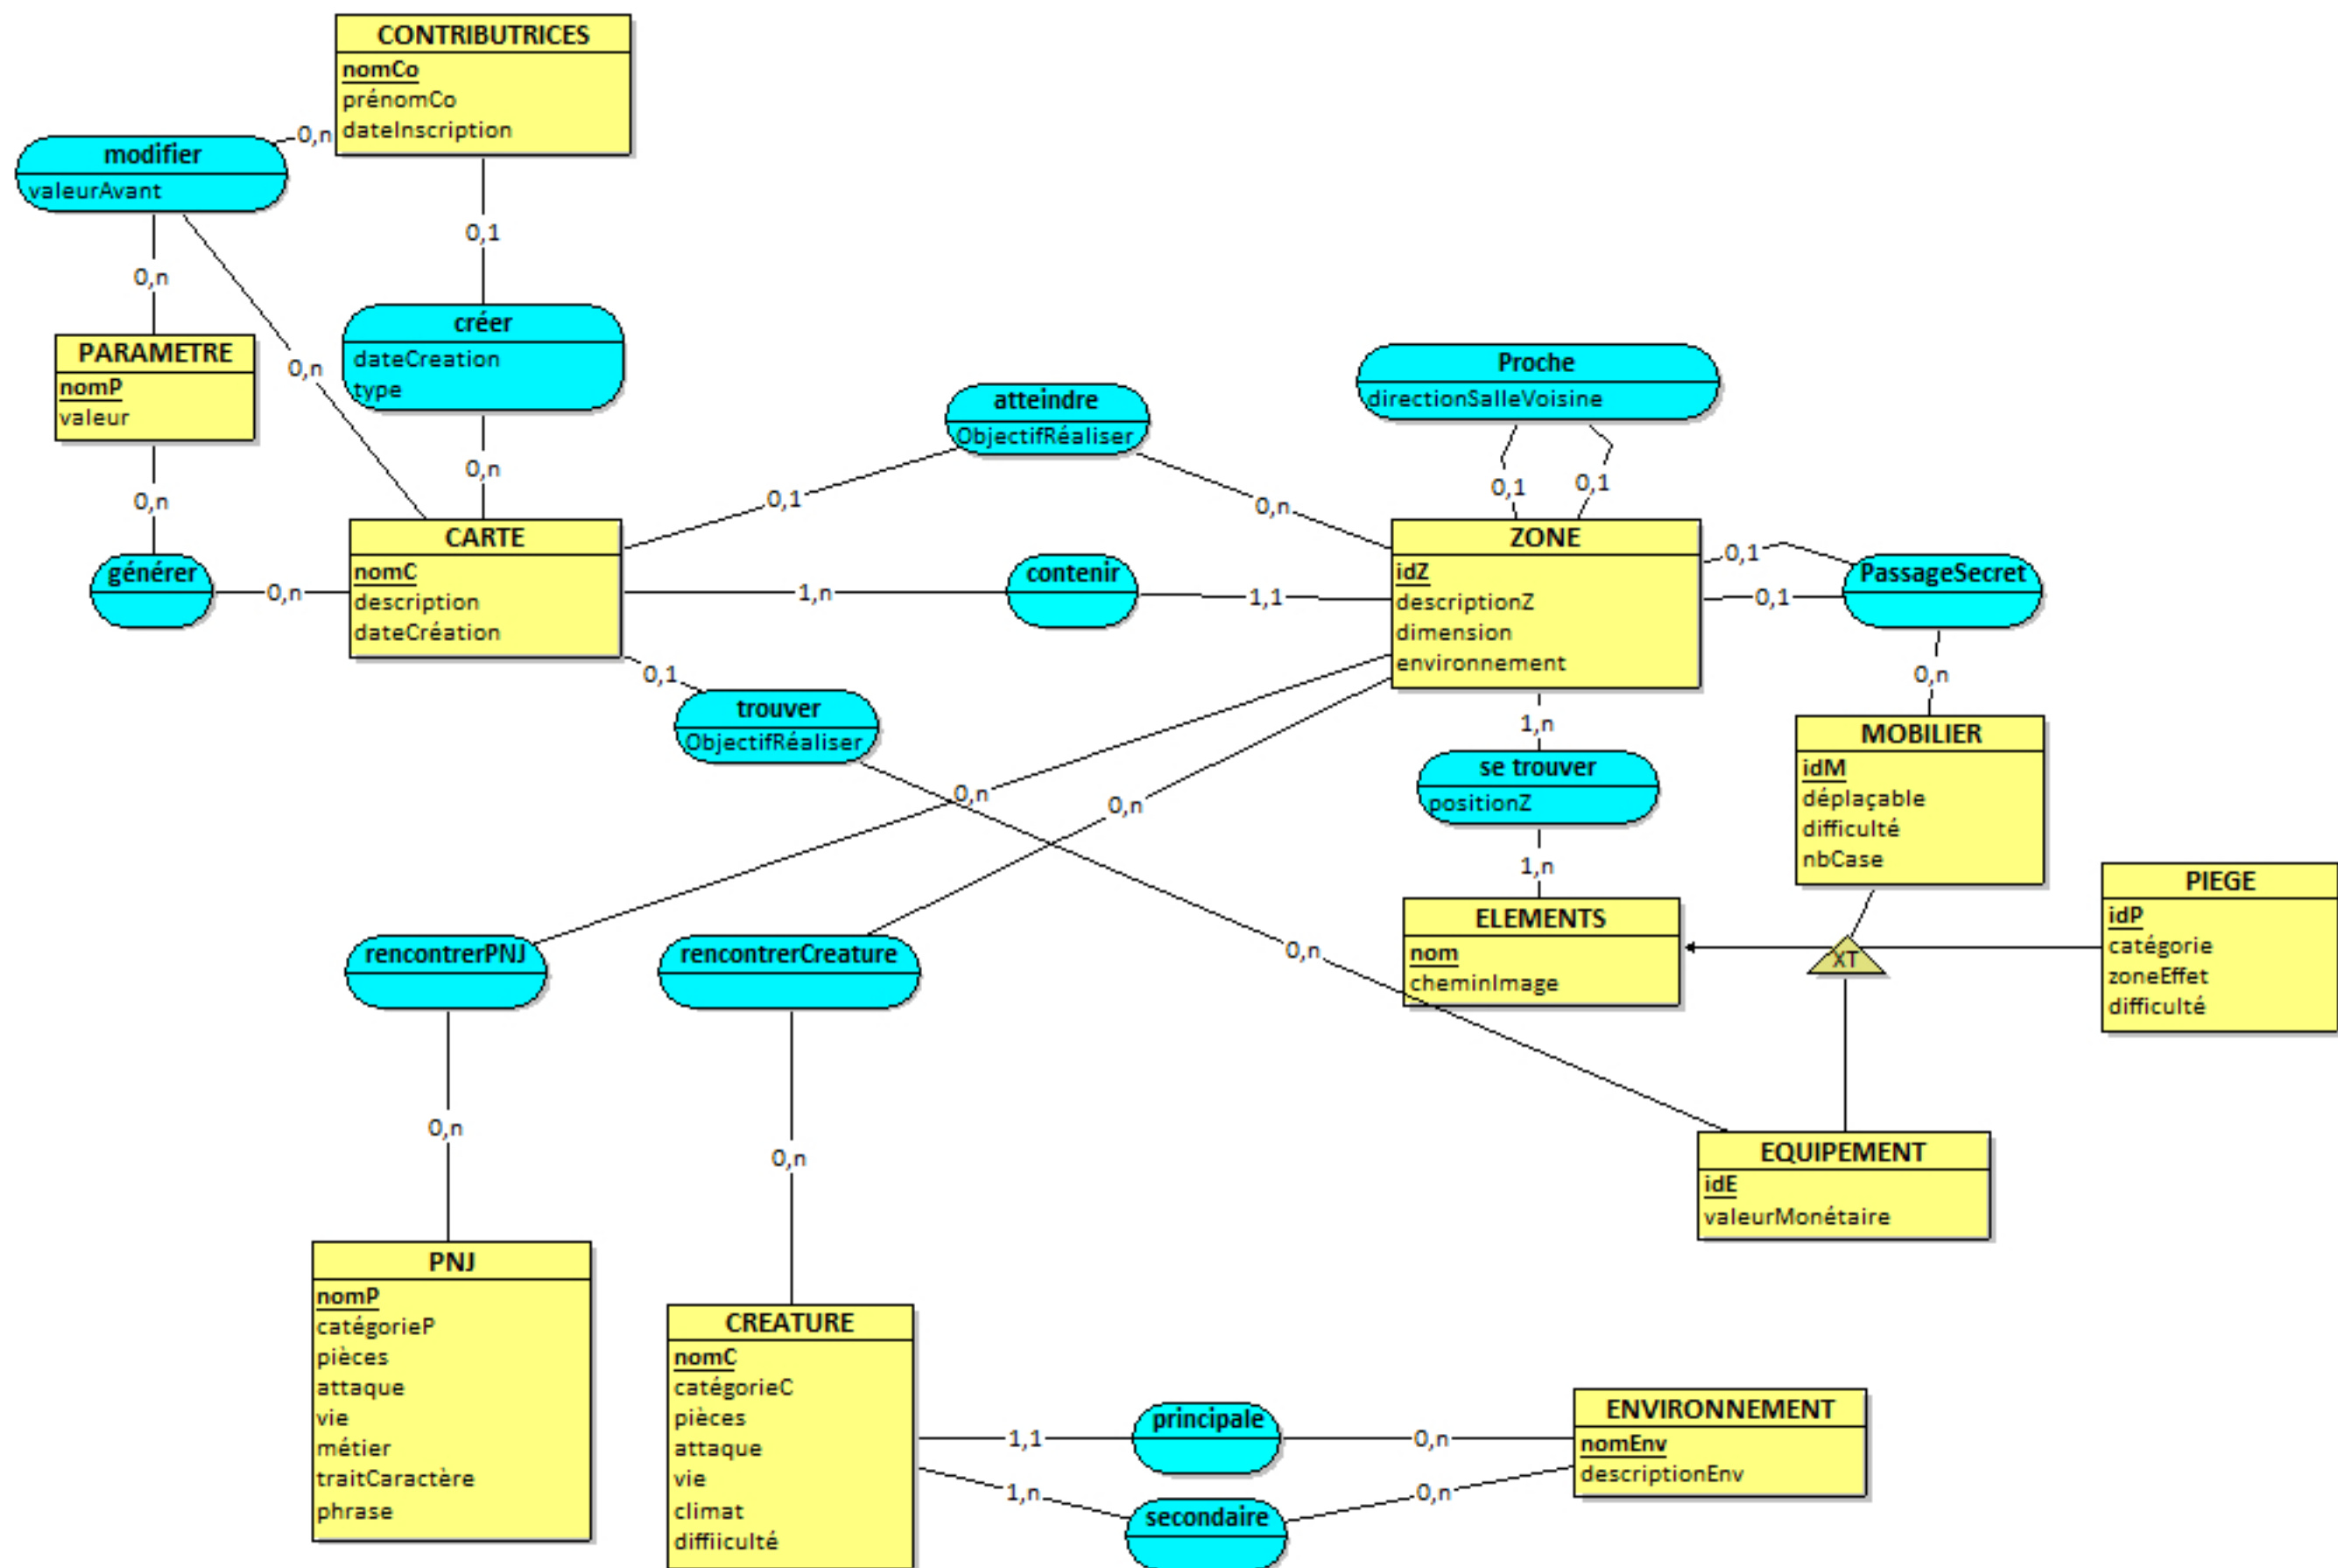 CONTRIBUTRICES
nomCo
prénomCo
dateInscription
0,n
modifier
valeurAvant
0,1
0,n
0,n
créer
dateCreation
type
PARAMETRE
nomP
valeur
0,n
0,n
générer
0,n
CARTE
nomC
description
dateCréation
0,1
atteindre
ObjectifRéaliser
0,n
1,n
contenir
1,1
Proche
directionSalleVoisine
0,1
0,1
ZONE
idZ
descriptionZ
dimension
environnement
0,1
0,1
PassageSecret
0,n
0,1
trouver
ObjectifRéaliser
0,n
0,n
1,n
se trouver
positionZ
1,n
MOBILIER
idM
déplaçable
difficulté
nbCase
PIEGE
idP
catégorie
zoneEffet
difficulté
ELEMENTS
nom
cheminImage
XT
0,n
rencontrerPNJ
rencontrerCreature
0,n
0,n
EQUIPEMENT
idE
valeurMonétaire
PNJ
nomP
catégorieP
pièces
attaque
vie
métier
traitCaractère
phrase
CREATURE
nomC
catégorieC
pièces
attaque
vie
climat
diffiiculté
1,1
principale
0,n
1,n
secondaire
0,n
ENVIRONNEMENT
nomEnv
descriptionEnv